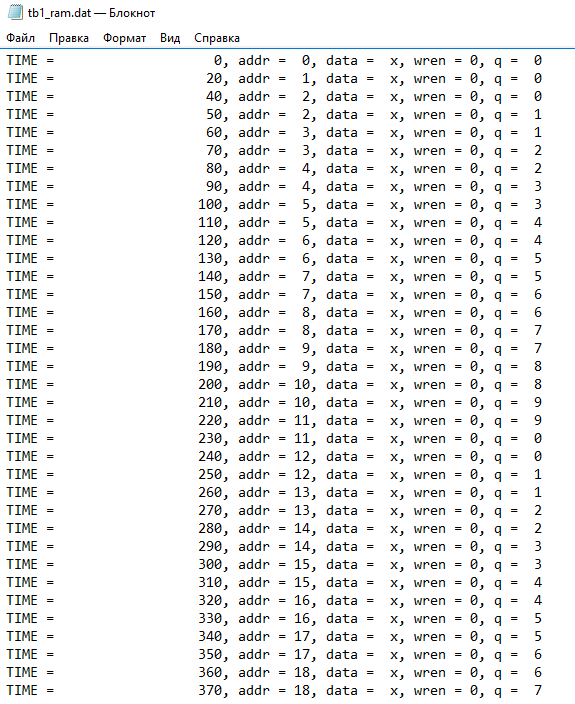 tb1_ram.dat — Блокнот
Файл Правка Формат Вид Справка
TIME = 0, addr = 0, data = x, wren = 0, q = 0
TIME = 20, addr = 1, data = x, wren = 0, q = 0
TIME = 40, addr = 2, data = x, wren = 0, q = 0
TIME = 50, addr = 2, data = x, wren = 0, q = 1
TIME = 60, addr = 3, data = x, wren = 0, q = 1
TIME = 70, addr = 3, data = x, wren = 0, q = 2
TIME = 80, addr = 4, data = x, wren = 0, q = 2
TIME = 90, addr = 4, data = x, wren = 0, q = 3
TIME = 100, addr = 5, data = x, wren = 0, q = 3
TIME = 110, addr = 5, data = x, wren = 0, q = 4
TIME = 120, addr = 6, data = x, wren = 0, q = 4
TIME = 130, addr = 6, data = x, wren = 0, q = 5
TIME = 140, addr = 7, data = x, wren = 0, q = 5
TIME = 150, addr = 7, data = x, wren = 0, q = 6
TIME = 160, addr = 8, data = x, wren = 0, q = 6
TIME = 170, addr = 8, data = x, wren = 0, q = 7
TIME = 180, addr = 9, data = x, wren = 0, q = 7
TIME = 190, addr = 9, data = x, wren = 0, q = 8
TIME = 200, addr = 10, data = x, wren = 0, q = 8
TIME = 210, addr = 10, data = x, wren = 0, q = 9
TIME = 220, addr = 11, data = x, wren = 0, q = 9
TIME = 230, addr = 11, data = x, wren = 0, q = 0
TIME = 240, addr = 12, data = x, wren = 0, q = 0
TIME = 250, addr = 12, data = x, wren = 0, q = 1
TIME = 260, addr = 13, data = x, wren = 0, q = 1
TIME = 270, addr = 13, data = x, wren = 0, q = 2
TIME = 280, addr = 14, data = x, wren = 0, q = 2
TIME = 290, addr = 14, data = x, wren = 0, q = 3
TIME = 300, addr = 15, data = x, wren = 0, q = 3
TIME = 310, addr = 15, data = x, wren = 0, q = 4
TIME = 320, addr = 16, data = x, wren = 0, q = 4
TIME = 330, addr = 16, data = x, wren = 0, q = 5
TIME = 340, addr = 17, data = x, wren = 0, q = 5
TIME = 350, addr = 17, data = x, wren = 0, q = 6
TIME = 360, addr = 18, data = x, wren = 0, q = 6
TIME = 370, addr = 18, data = x, wren = 0, q = 7